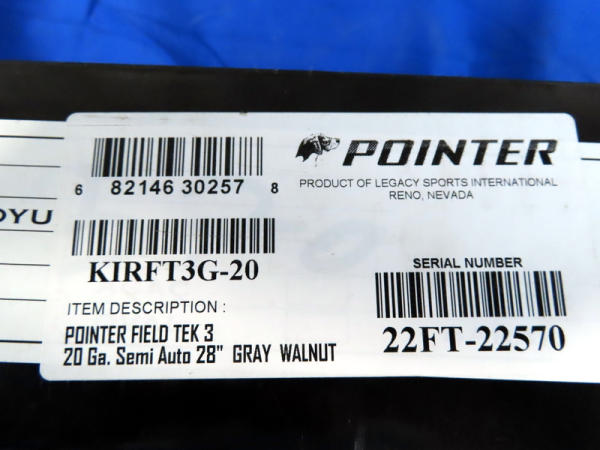 POINTER
PRODUCT OF LEGACY SPORTS INTERNATIONAL
RENO, NEVADA
6 82146 30257 8
OYU
KIRFT3G-20
SERIAL NUMBER
22FT-22570
ITEM DESCRIPTION :
POINTER FIELD TEK 3
20 Ga. Semi Auto 28" GRAY WALNUT